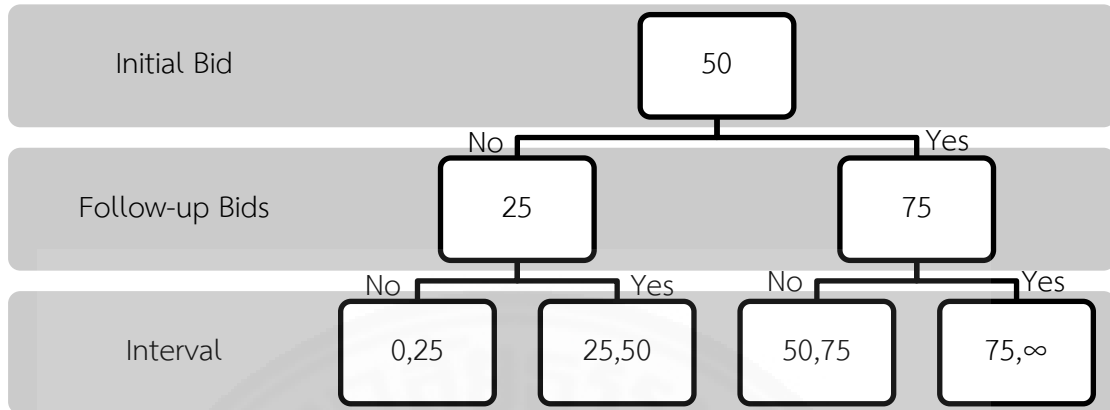 Initial Bid
50
No
Yes
Follow-up Bids
25
75
No
Yes
No
Yes
Interval
0,25
25,50
50,75
75,∞